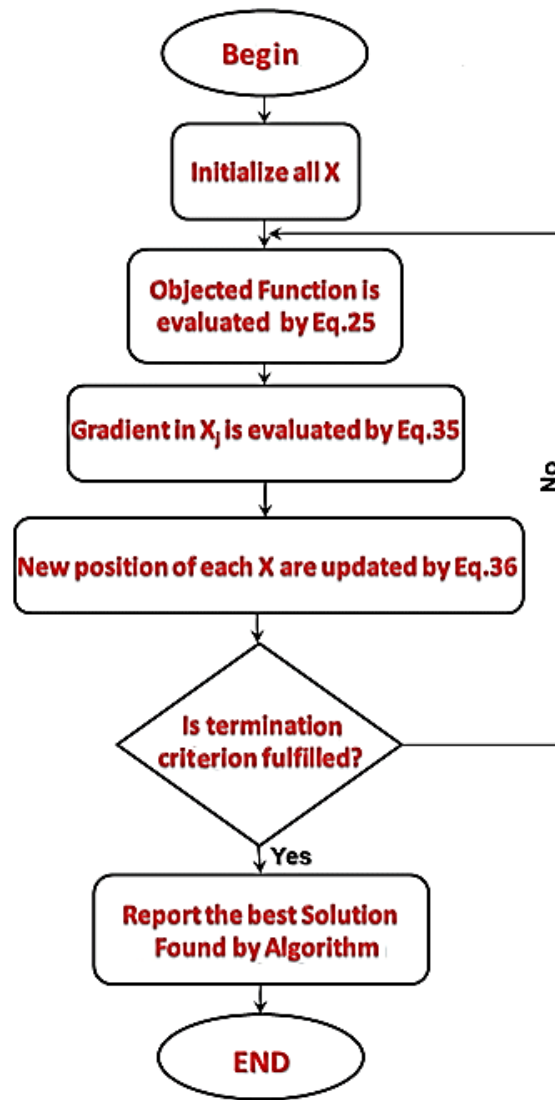 Begin
Initialize all X
Objected Function is
evaluated by Eq.25
Gradient in Xj is evaluated by Eq.35
New position of each X are updated by Eq.36
No
Is termination
criterion fulfilled?
Yes
Report the best Solution
Found by Algorithm
END